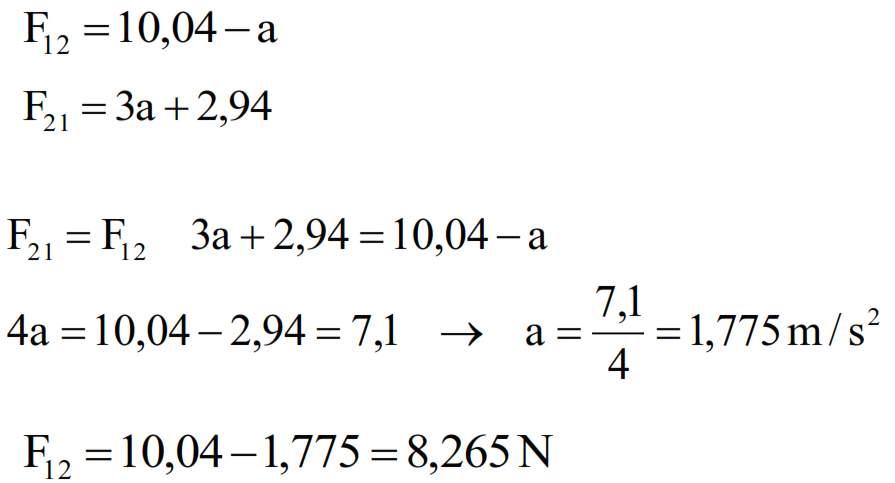 F₁₂ = 10,04 − a
F₂₁ = 3a + 2,94
F₂₁ = F₁₂ 3a + 2,94 = 10,04 − a
4a = 10,04 − 2,94 = 7,1 → a = 7,1/4 = 1,775 m/s²
F₁₂ = 10,04 − 1,775 = 8,265 N